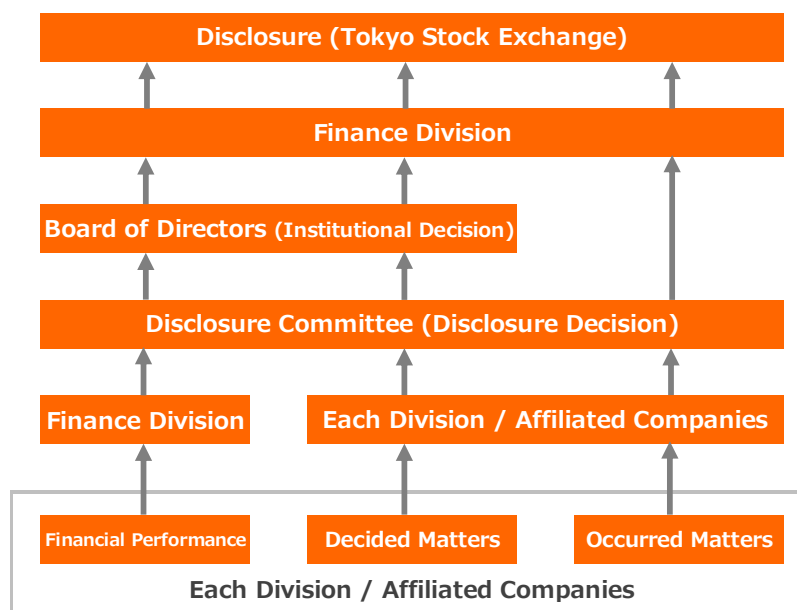 Disclosure (Tokyo Stock Exchange)
Finance Division
Board of Directors (Institutional Decision)
Disclosure Committee (Disclosure Decision)
Finance Division
Each Division / Affiliated Companies
Financial Performance
Decided Matters
Occurred Matters
Each Division / Affiliated Companies